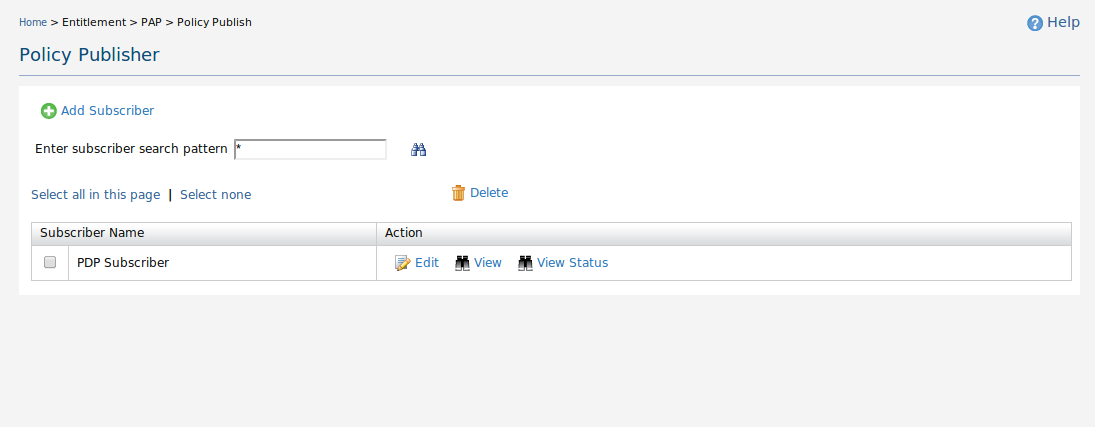 Home > Entitlement > PAP > Policy Publish
Help
Policy Publisher
Add Subscriber
Enter subscriber search pattern *
Select all in this page | Select none
Delete
Subscriber Name Action
PDP Subscriber Edit View View Status